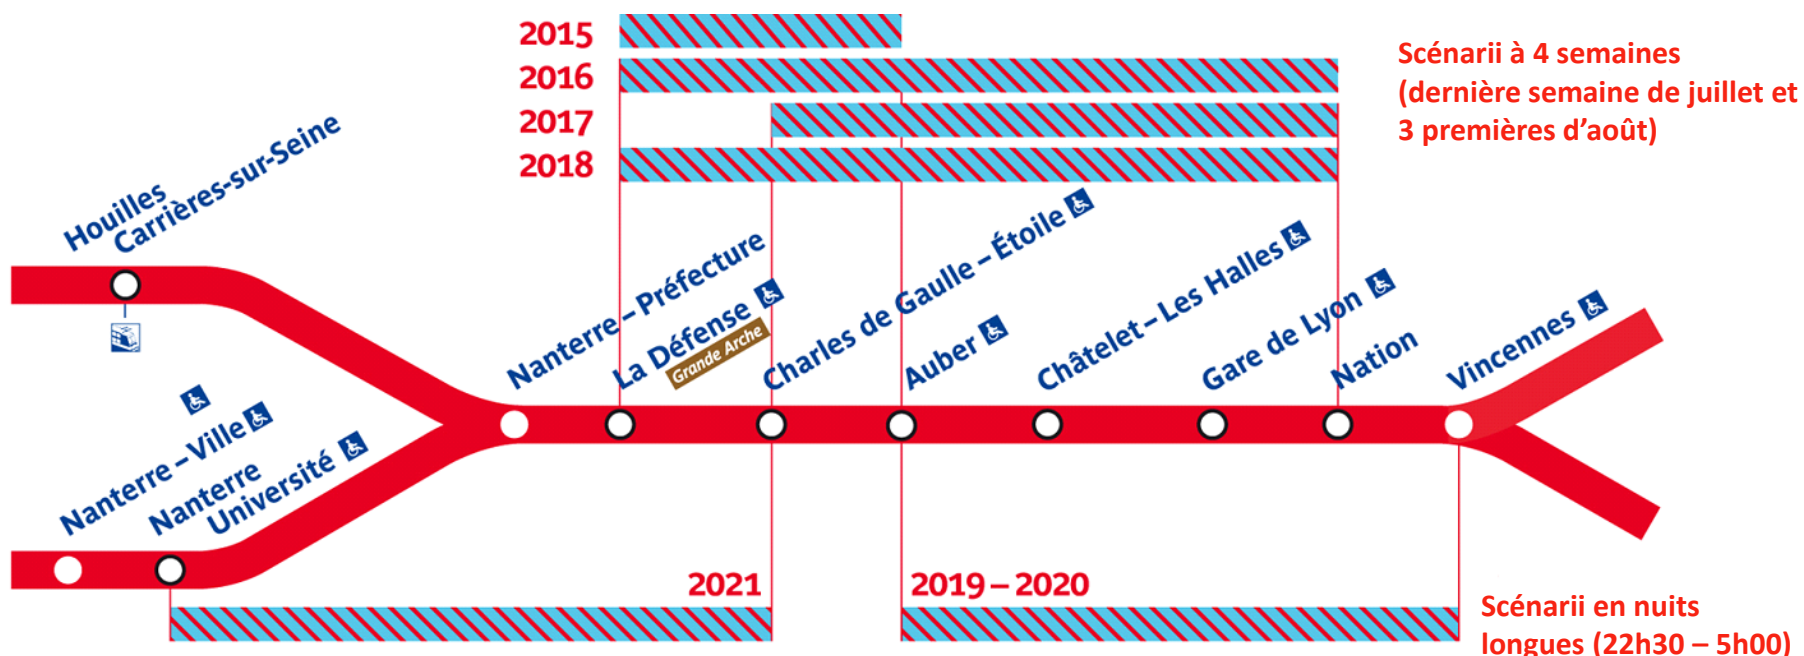 2015
2016
2017
2018
Scénarii à 4 semaines
(dernière semaine de juillet et
3 premières d’août)
Houilles
Carrières-sur-Seine
Nanterre – Ville
Nanterre
Université
Nanterre – Préfecture
La Défense
Grande Arche
Charles de Gaulle – Étoile
Auber
Châtelet – Les Halles
Gare de Lyon
Nation
Vincennes
2021
2019 – 2020
Scénarii en nuits
longues (22h30 – 5h00)